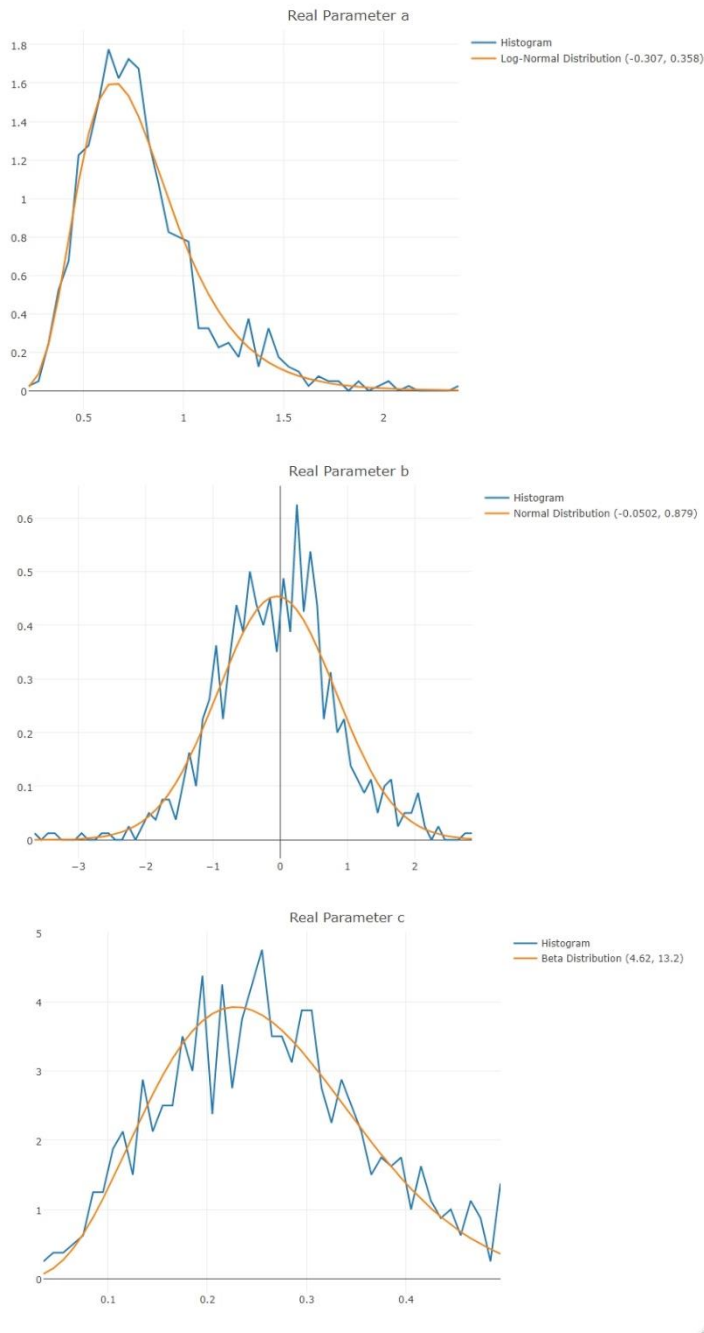 Real Parameter a
Histogram
Log-Normal Distribution (-0.307, 0.358)
1.8
1.6
1.4
1.2
1
0.8
0.6
0.4
0.2
0
0.5 1 1.5 2
Real Parameter b
Histogram
Normal Distribution (-0.0502, 0.879)
0.6
0.5
0.4
0.3
0.2
0.1
0
−3 −2 −1 0 1 2
Real Parameter c
Histogram
Beta Distribution (4.62, 13.2)
5
4
3
2
1
0
0.1 0.2 0.3 0.4